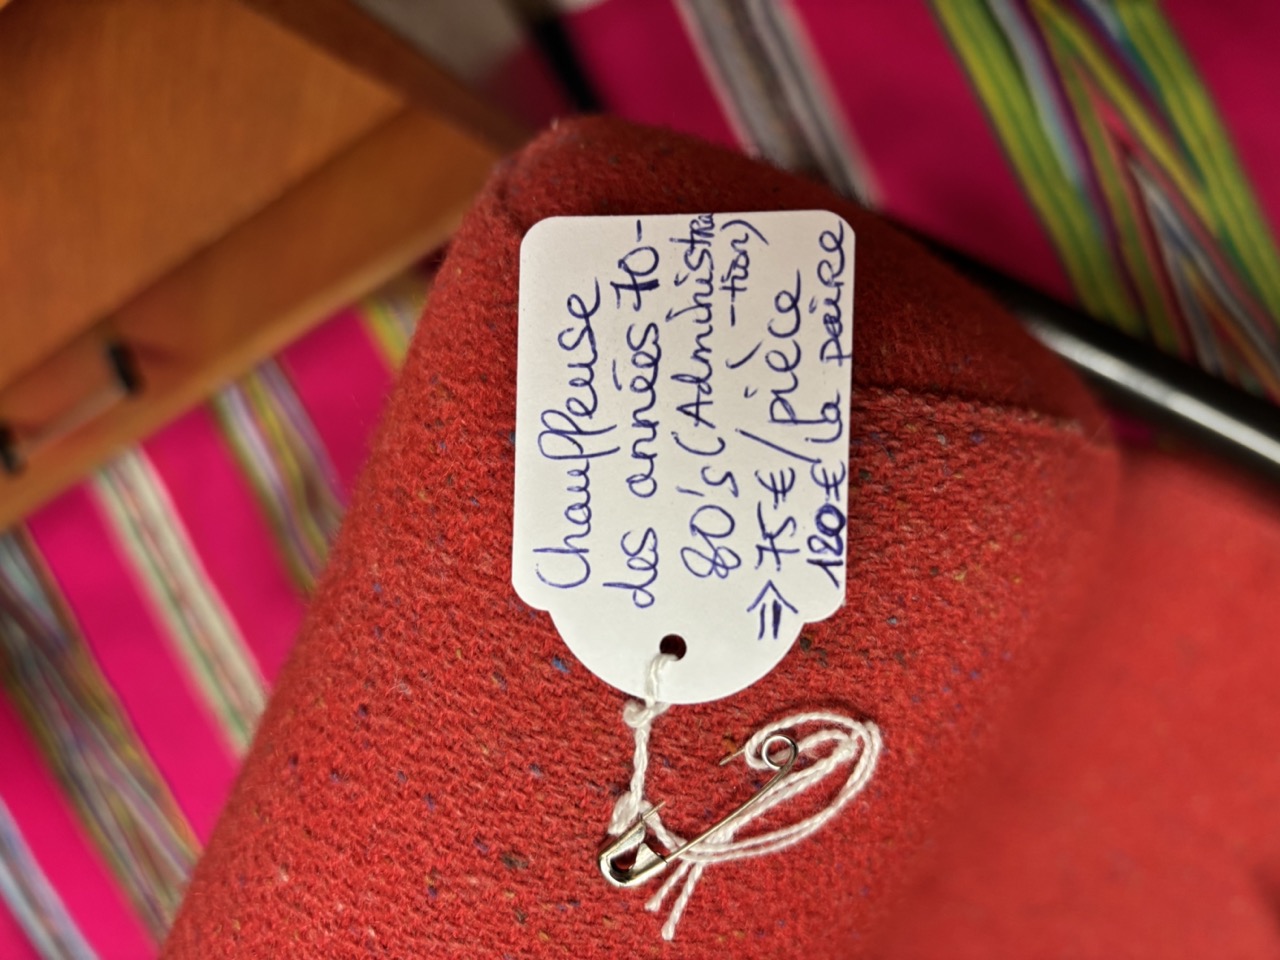 Chauffeuse
des années 70-
80's (Administra
-tion)
=> 75€/pièce
120€ la paire